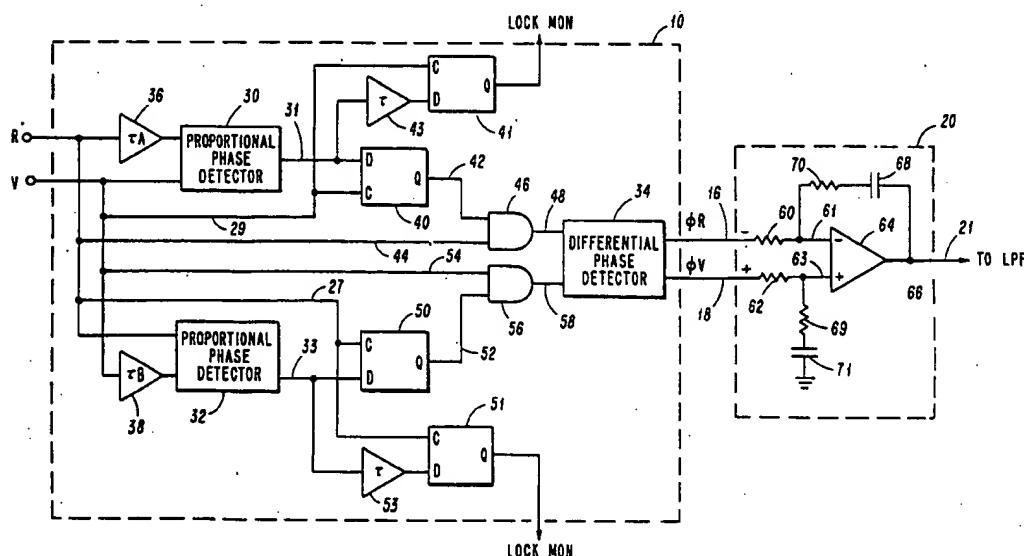 LOCK MON
10
C
D
Q
41
τ
43
R
36
τA
30
PROPORTIONAL
PHASE
DETECTOR
31
V
D
C
Q
42
40
46
48
34
DIFFERENTIAL
PHASE
DETECTOR
29
44
54
27
56
58
52
ΦR
16
ΦV
18
20
70
68
60
61
64
-
+
-
+
62
63
69
71
66
21
TO LPF
PROPORTIONAL
PHASE
DETECTOR
32
33
τB
38
50
C
D
Q
51
C
D
Q
τ
53
LOCK MON